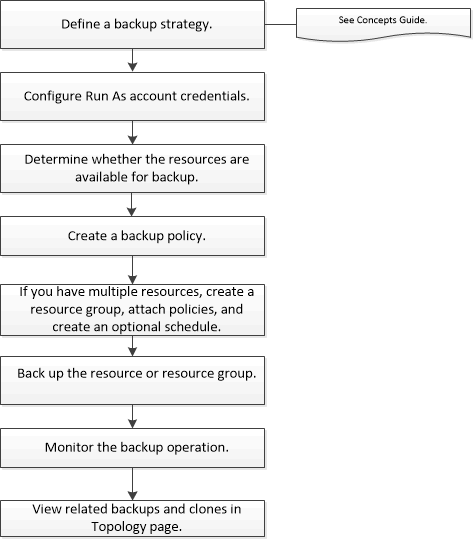 Define a backup strategy.
See Concepts Guide.
Configure Run As account credentials.
Determine whether the resources are
available for backup.
Create a backup policy.
If you have multiple resources, create a
resource group, attach policies, and
create an optional schedule.
Back up the resource or resource group.
Monitor the backup operation.
View related backups and clones in
Topology page.